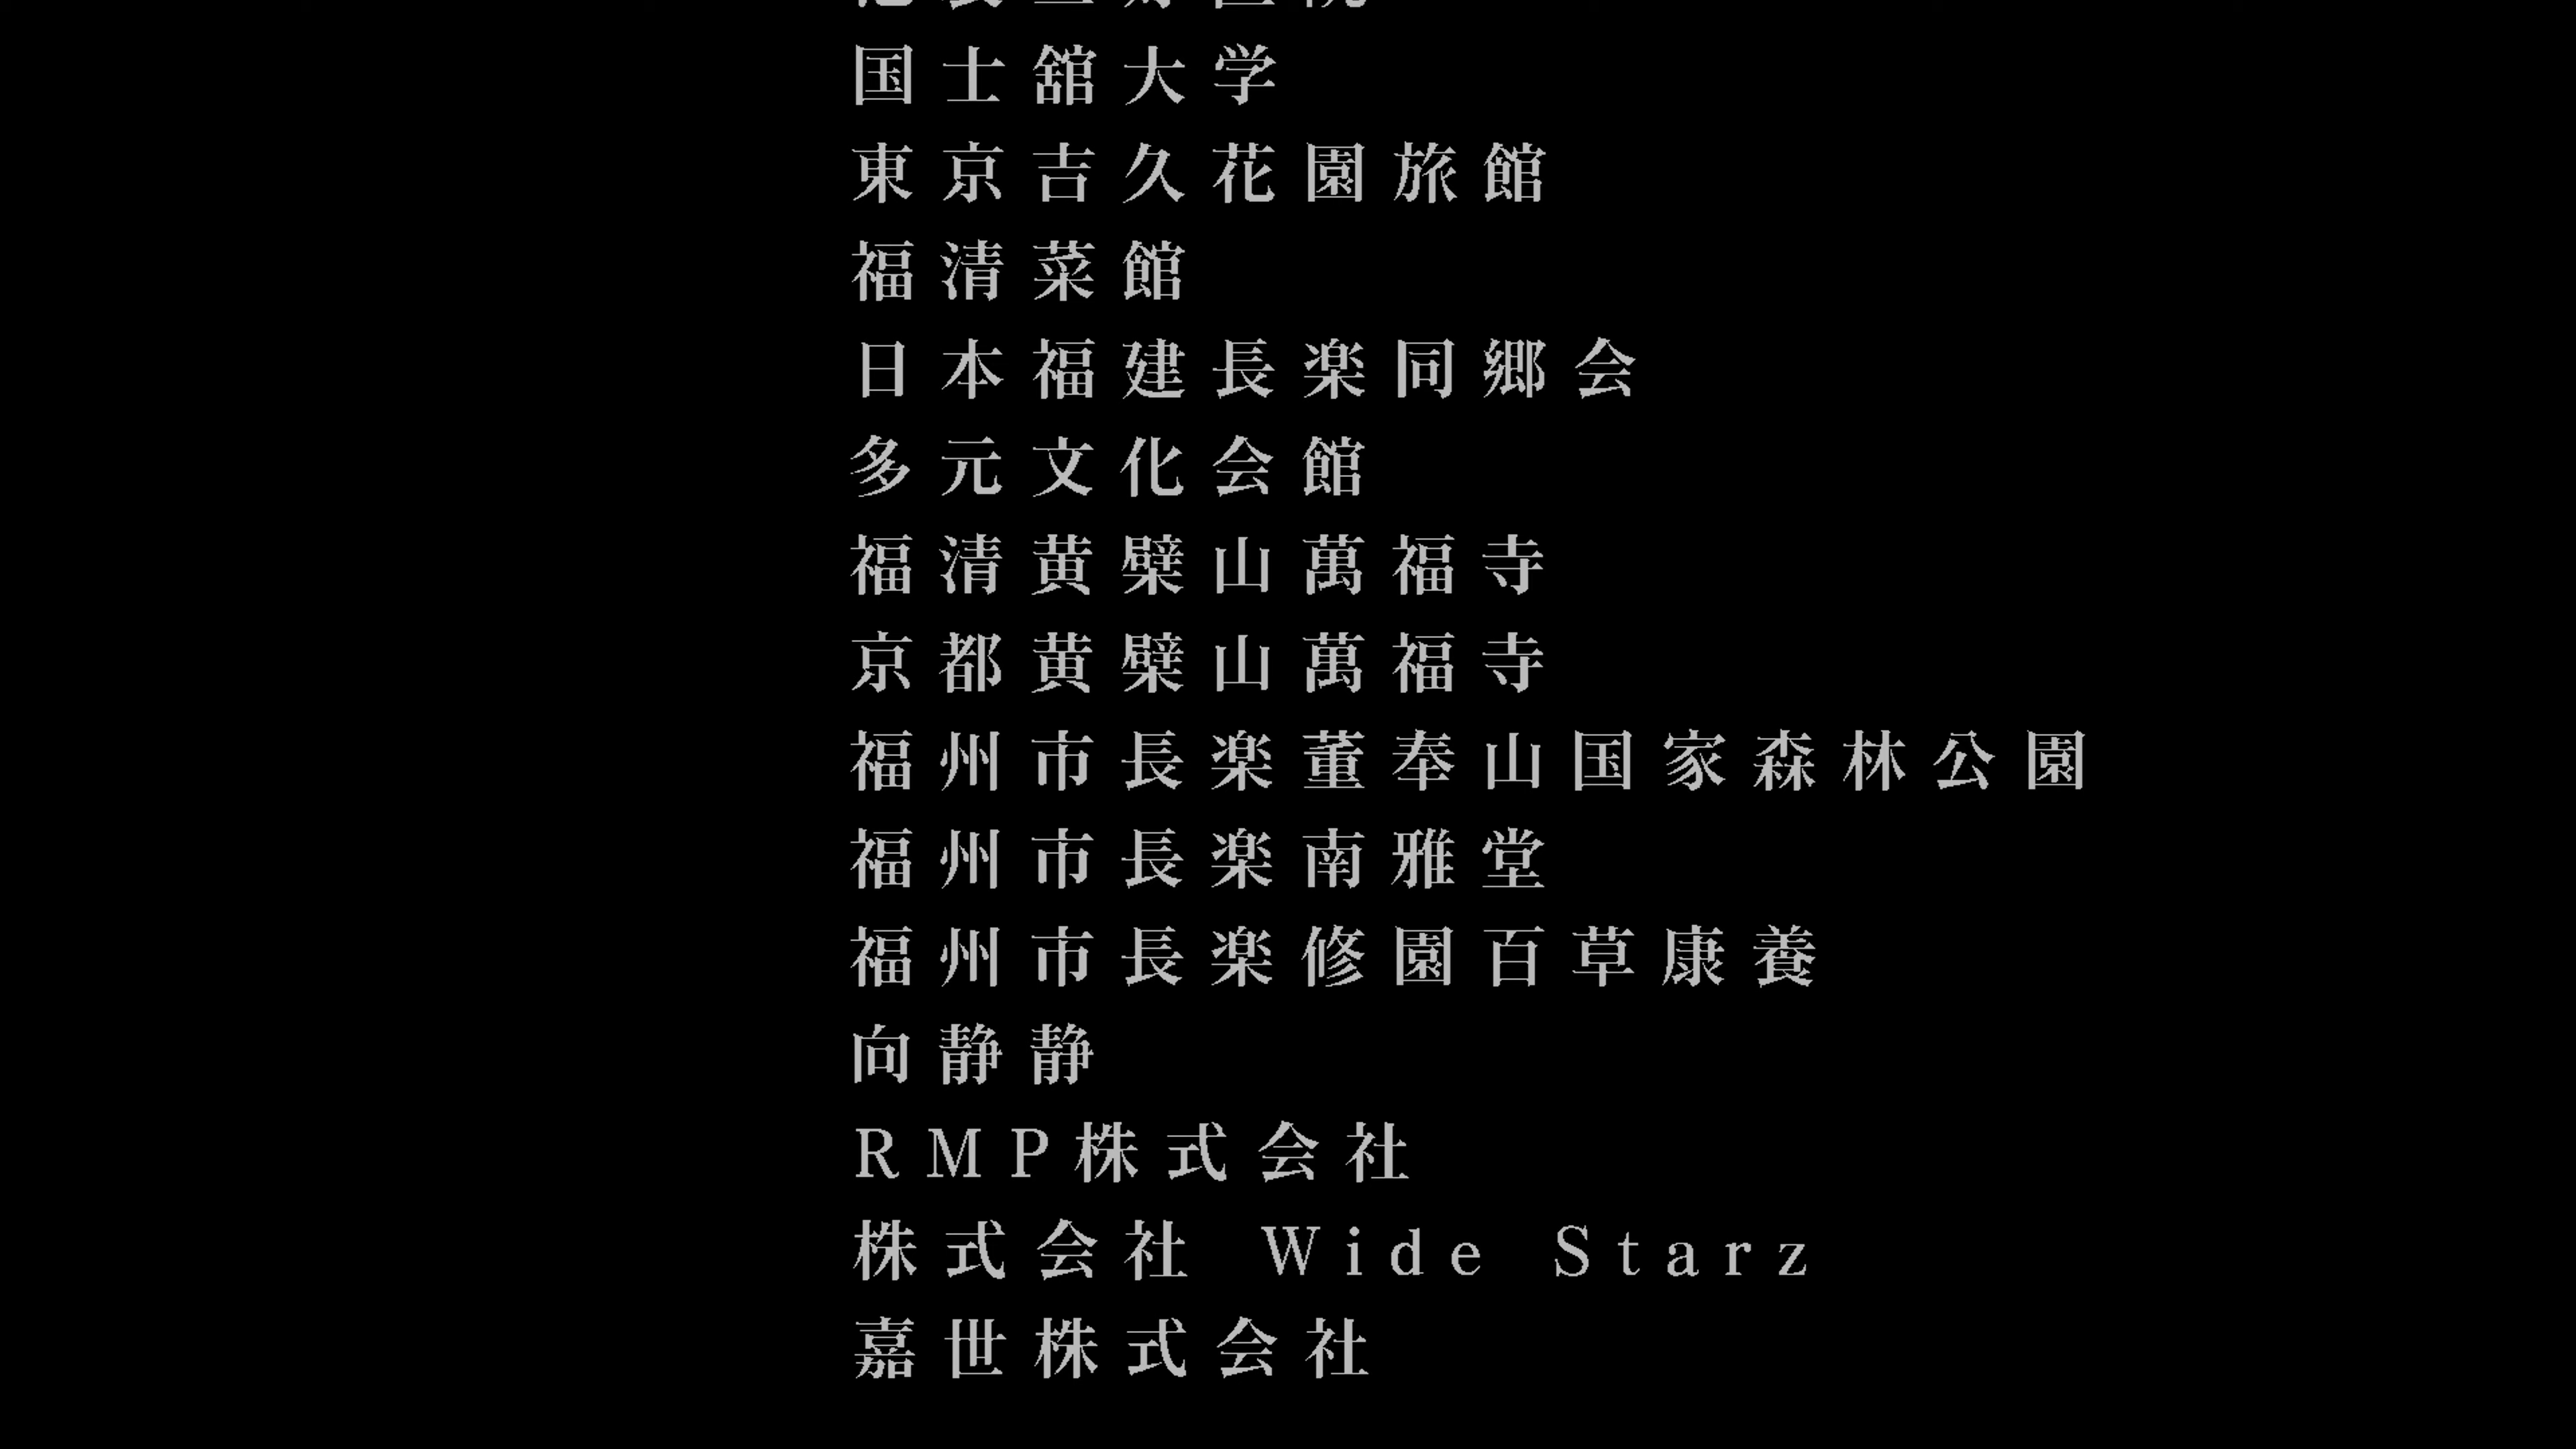 国士舘大学
東京吉久花園旅館
福清菜館
日本福建長楽同郷会
多元文化会館
福清黄檗山萬福寺
京都黄檗山萬福寺
福州市長楽董奉山国家森林公園
福州市長楽南雅堂
福州市長楽修園百草康養
向静静
RMP株式会社
株式会社 Wide Starz
嘉世株式会社